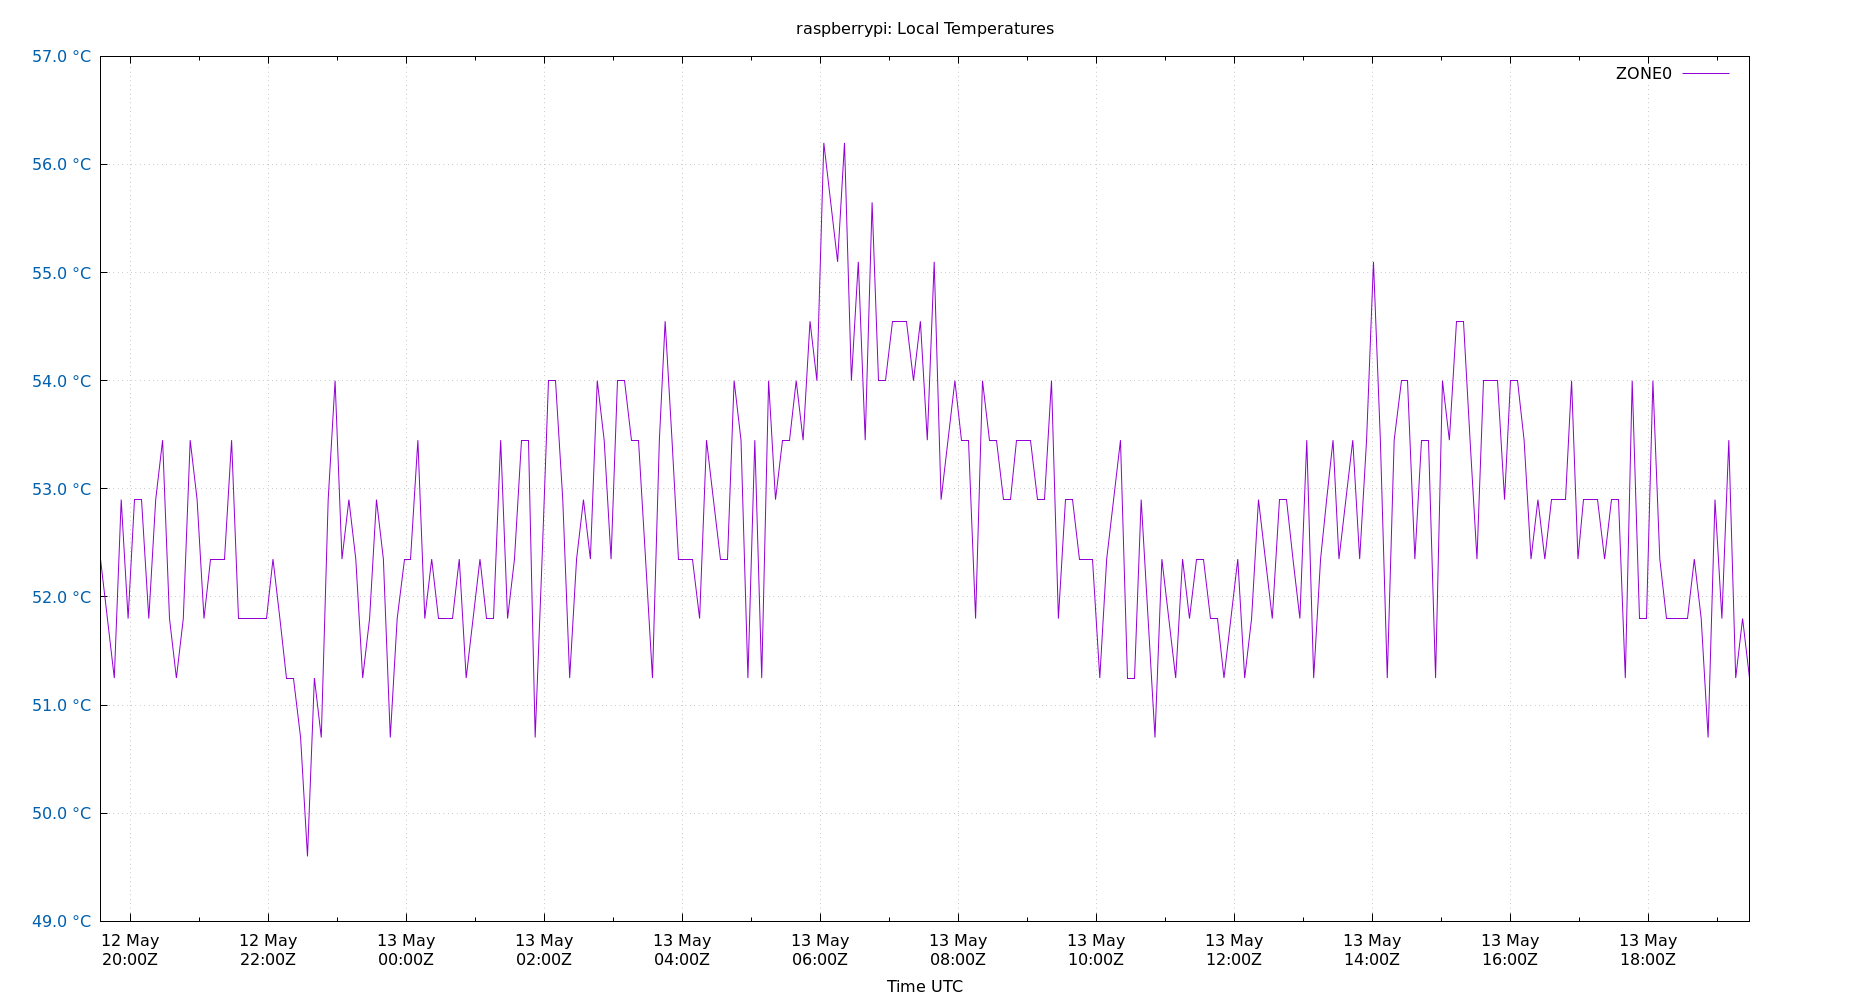 raspberrypi: Local Temperatures
57.0 °C
ZONE0
56.0 °C
55.0 °C
54.0 °C
53.0 °C
52.0 °C
51.0 °C
50.0 °C
49.0 °C
12 May 12 May 13 May 13 May 13 May 13 May 13 May 13 May 13 May 13 May 13 May 13 May
20:00Z 22:00Z 00:00Z 02:00Z 04:00Z 06:00Z 08:00Z 10:00Z 12:00Z 14:00Z 16:00Z 18:00Z
Time UTC